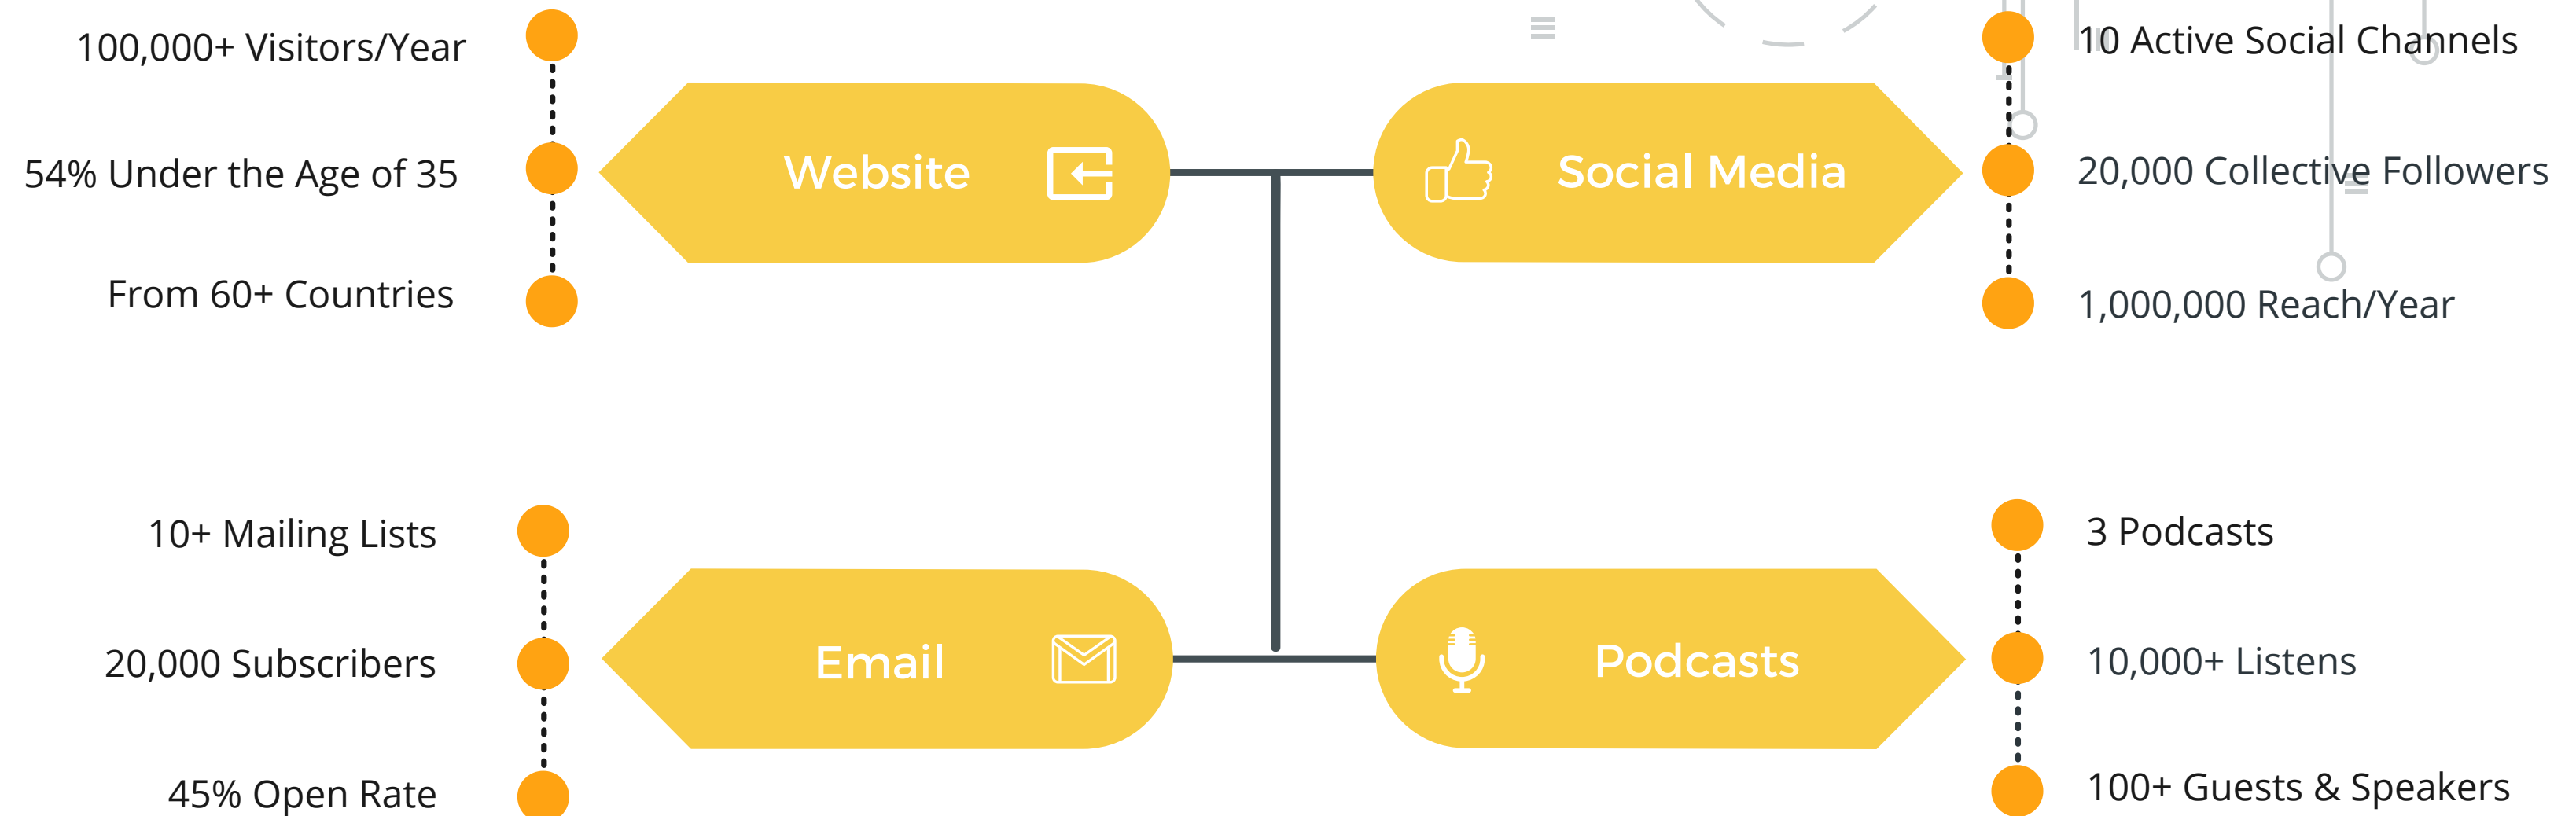 100,000+ Visitors/Year
54% Under the Age of 35
From 60+ Countries
Website
Social Media
10 Active Social Channels
20,000 Collective Followers
1,000,000 Reach/Year
10+ Mailing Lists
20,000 Subscribers
45% Open Rate
Email
Podcasts
3 Podcasts
10,000+ Listens
100+ Guests & Speakers